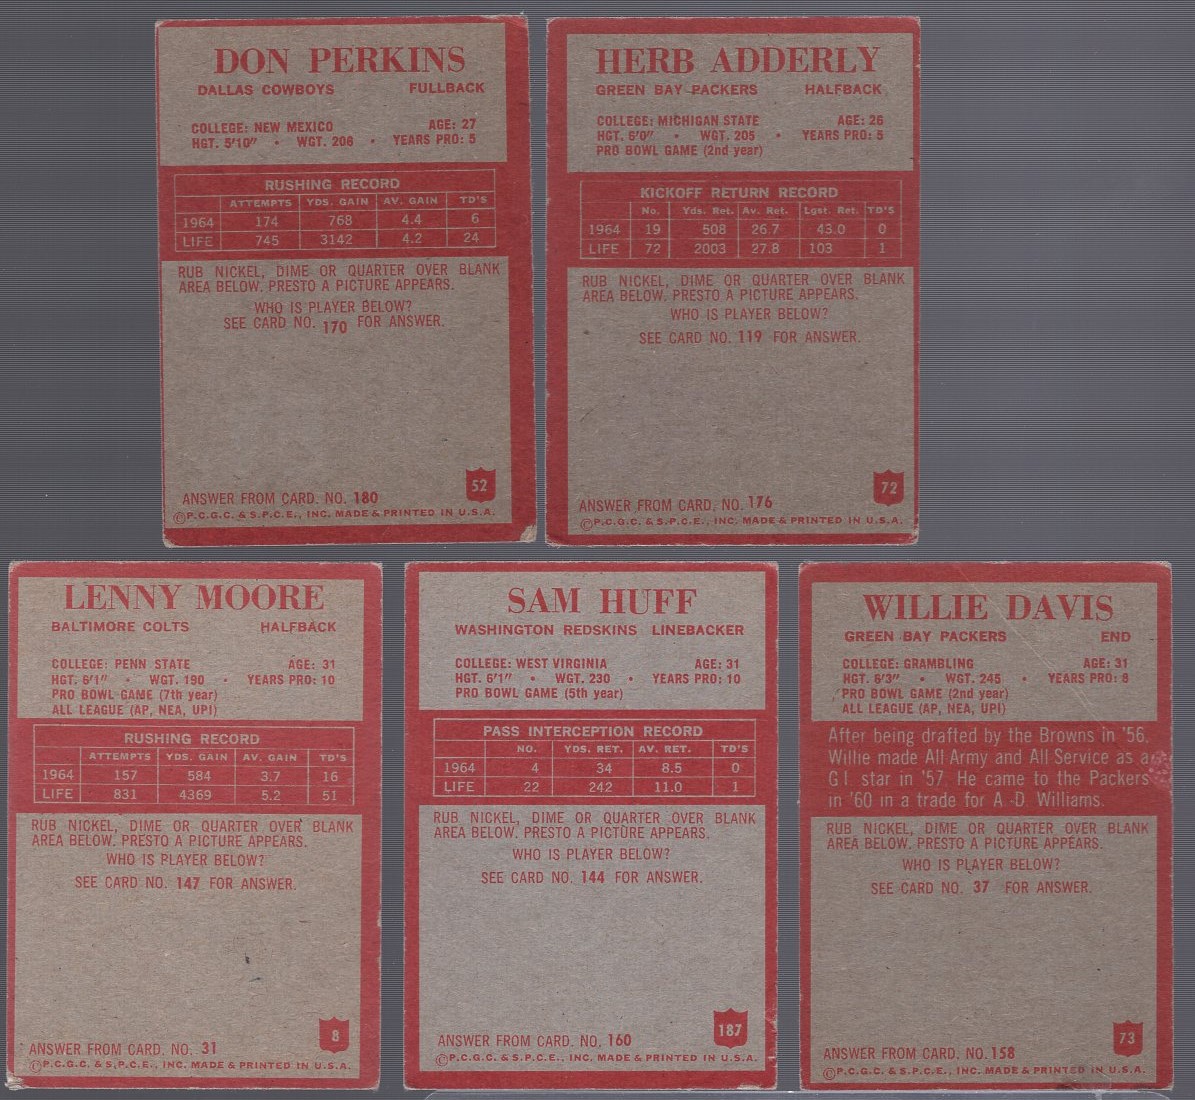 DON PERKINS
DALLAS COWBOYS FULLBACK
COLLEGE: NEW MEXICO AGE: 27
HGT. 5'10" • WGT. 208 • YEARS PRO: 5
RUSHING RECORD
ATTEMPTS YDS. GAIN AV. GAIN TD'S
1964 174 768 4.4 6
LIFE 745 3142 4.2 24
RUB NICKEL, DIME OR QUARTER OVER BLANK
AREA BELOW. PRESTO A PICTURE APPEARS.
WHO IS PLAYER BELOW?
SEE CARD NO. 170 FOR ANSWER.
52
ANSWER FROM CARD. NO. 180
©P.C.G.C. & S.P.C.E., INC. MADE & PRINTED IN U.S.A.
HERB ADDERLY
GREEN BAY PACKERS HALFBACK
COLLEGE: MICHIGAN STATE AGE: 26
HGT. 6'0" • WGT. 205 • YEARS PRO: 5
PRO BOWL GAME (2nd year)
KICKOFF RETURN RECORD
No. Yds. Ret. Av. Ret. Lgst. Ret. TD'S
1964 19 508 26.7 43.0 0
LIFE 72 2003 27.8 103 1
RUB NICKEL, DIME OR QUARTER OVER BLANK
AREA BELOW. PRESTO A PICTURE APPEARS.
WHO IS PLAYER BELOW?
SEE CARD NO. 119 FOR ANSWER.
72
ANSWER FROM CARD, NO. 176
©P.C.G.C. & S.P.C.E., INC. MADE & PRINTED IN U.S.A.
LENNY MOORE
BALTIMORE COLTS HALFBACK
COLLEGE: PENN STATE AGE: 31
HGT. 6'1" • WGT. 190 • YEARS PRO: 10
PRO BOWL GAME (7th year)
ALL LEAGUE (AP, NEA, UPI)
RUSHING RECORD
ATTEMPTS YDS. GAIN AV. GAIN TD'S
1964 157 584 3.7 16
LIFE 831 4369 5.2 51
RUB NICKEL, DIME OR QUARTER OVER BLANK
AREA BELOW. PRESTO A PICTURE APPEARS.
WHO IS PLAYER BELOW?
SEE CARD NO. 147 FOR ANSWER.
8
ANSWER FROM CARD. NO. 31
©P.C.G.C. & S.P.C.E., INC. MADE & PRINTED IN U.S.A.
SAM HUFF
WASHINGTON REDSKINS LINEBACKER
COLLEGE: WEST VIRGINIA AGE: 31
HGT. 6'1" • WGT. 230 • YEARS PRO: 10
PRO BOWL GAME (5th year)
PASS INTERCEPTION RECORD
NO. YDS. RET. AV. RET. TD'S
1964 4 34 8.5 0
LIFE 22 242 11.0 1
RUB NICKEL, DIME OR QUARTER OVER BLANK
AREA BELOW. PRESTO A PICTURE APPEARS.
WHO IS PLAYER BELOW?
SEE CARD NO. 144 FOR ANSWER.
187
ANSWER FROM CARD. NO. 160
©P.C.G.C. & S.P.C.E., INC. MADE & PRINTED IN U.S.A.
WILLIE DAVIS
GREEN BAY PACKERS END
COLLEGE: GRAMBLING AGE: 31
HGT. 6'3" • WGT. 245 • YEARS PRO: 8
PRO BOWL GAME (2nd year)
ALL LEAGUE (AP, NEA, UPI)
After being drafted by the Browns in '56,
Willie made All Army and All Service as a
G.I. star in '57. He came to the Packers
in '60 in a trade for A.-D. Williams.
RUB NICKEL, DIME OR QUARTER OVER BLANK
AREA BELOW. PRESTO A PICTURE APPEARS.
WHO IS PLAYER BELOW?
SEE CARD NO. 37 FOR ANSWER.
73
ANSWER FROM CARD. NO. 158
©P.C.G.C. & S.P.C.E., INC. MADE & PRINTED IN U.S.A.